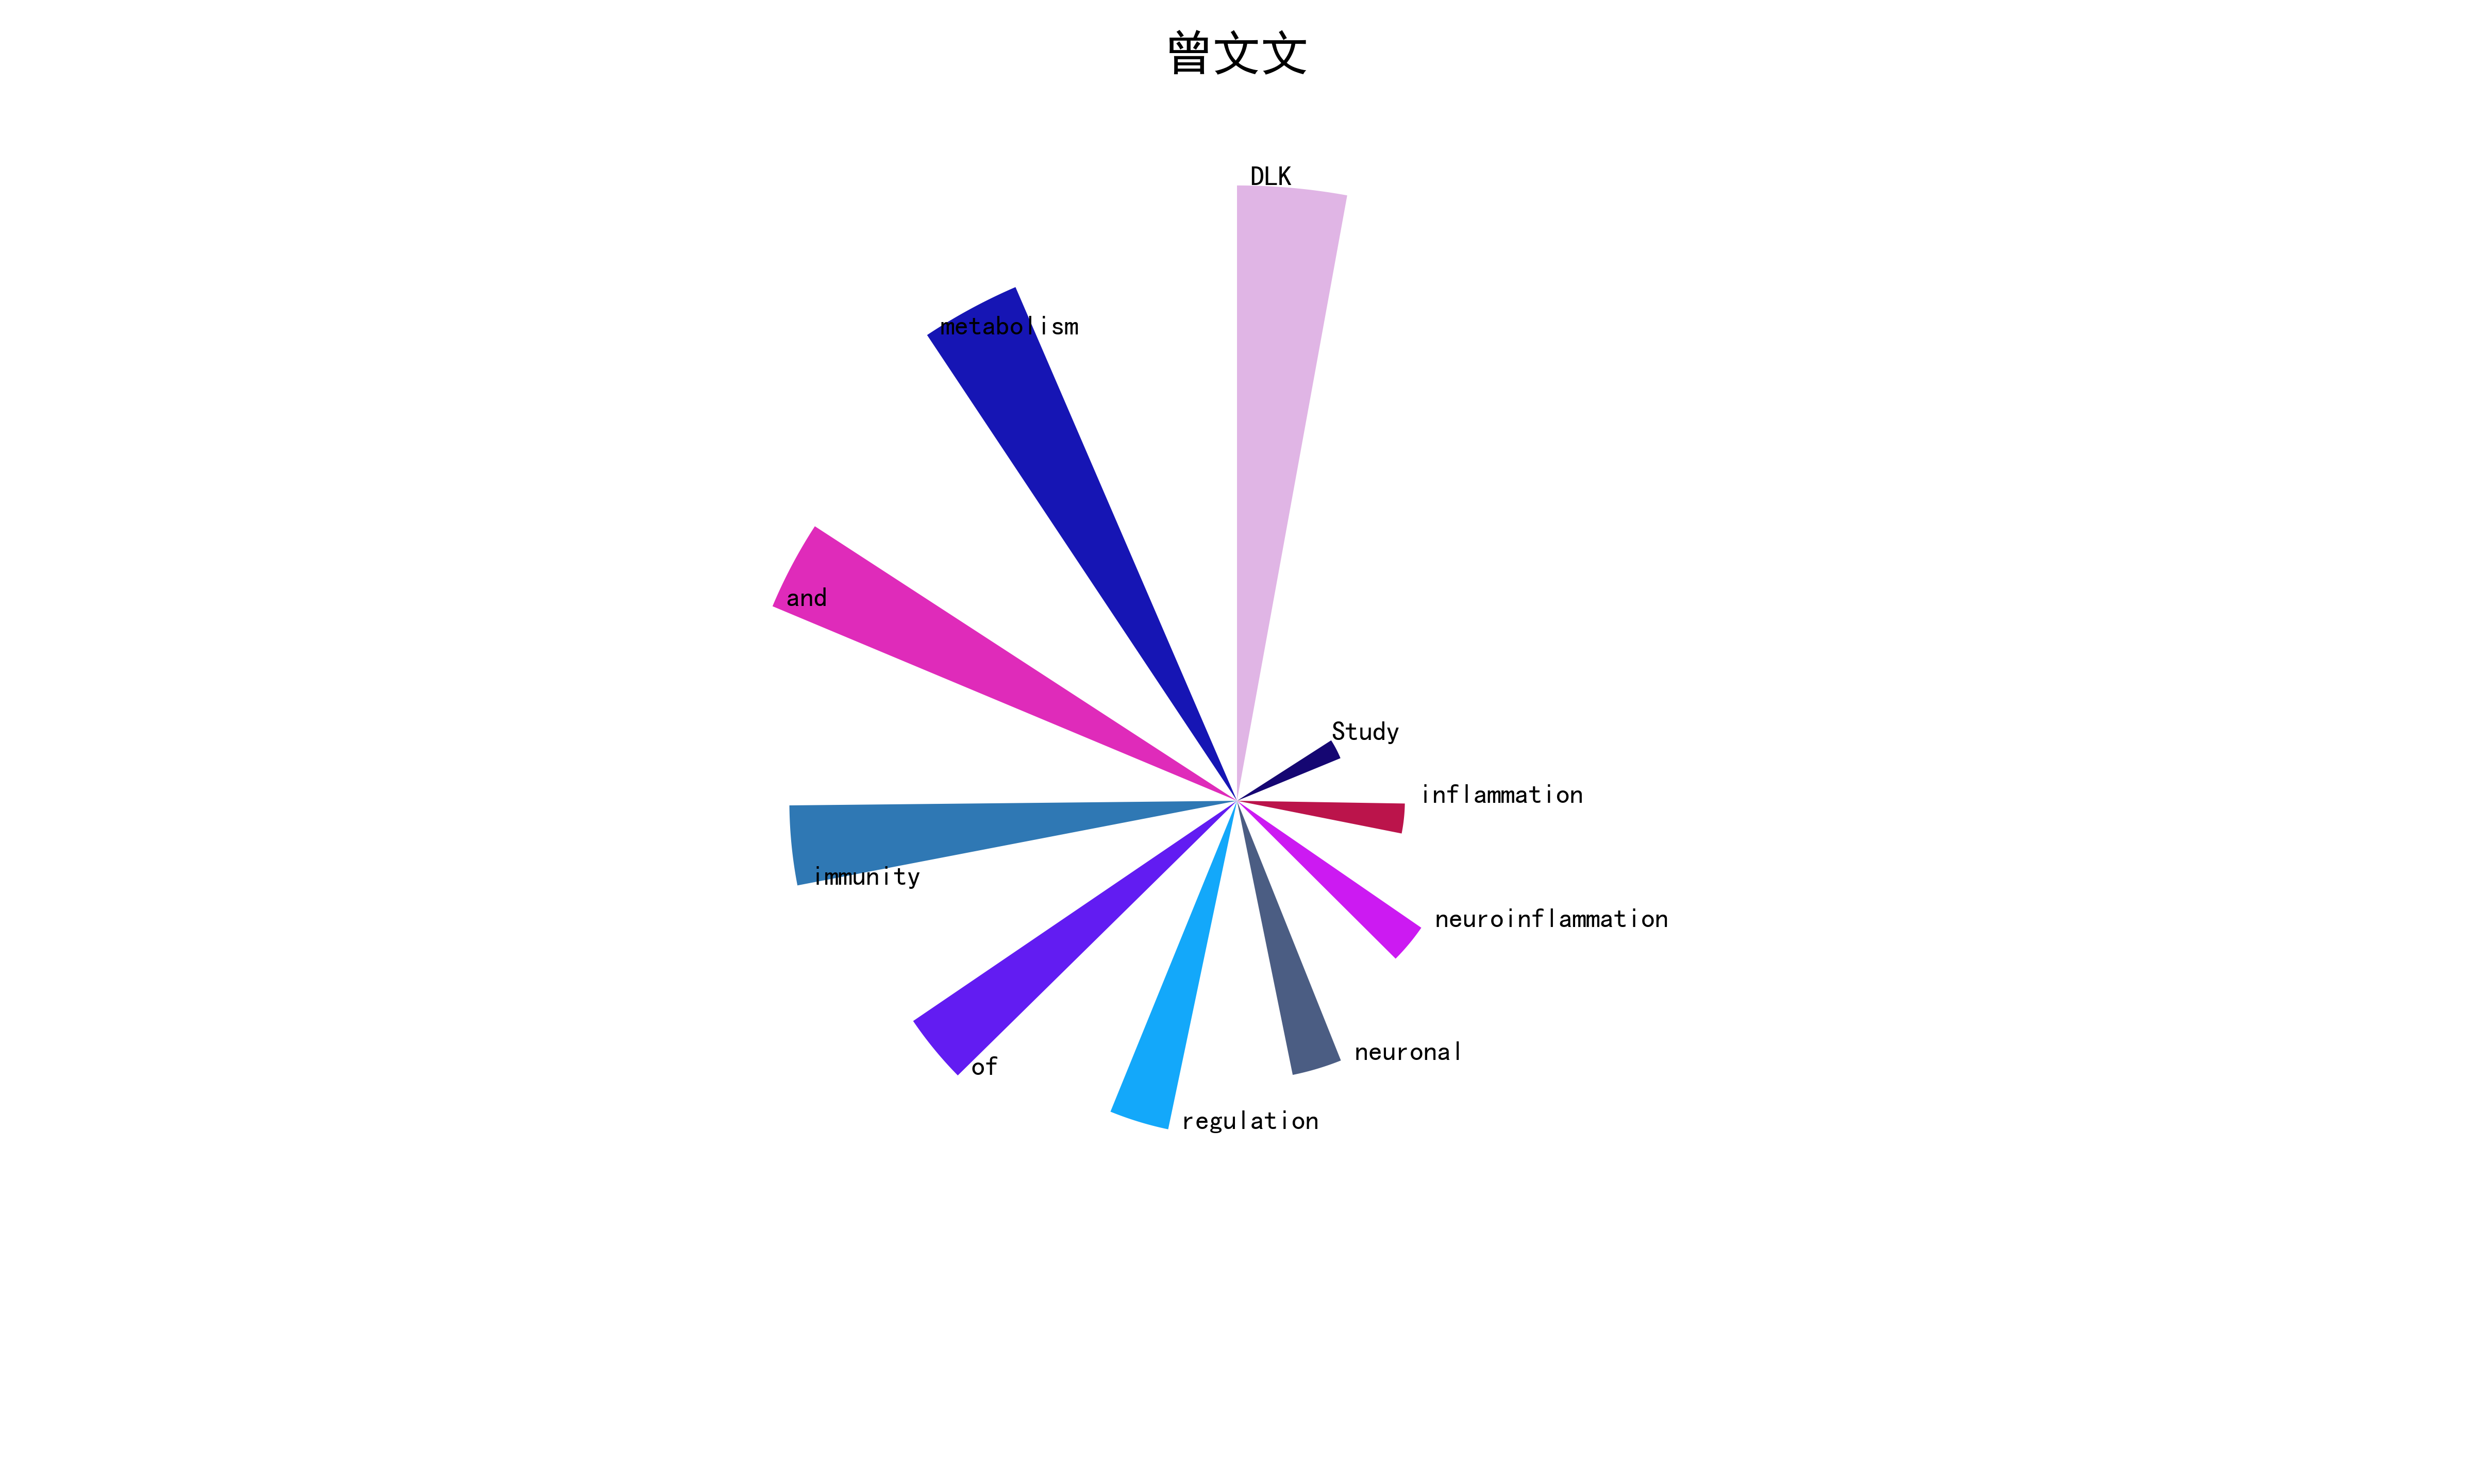 曾文文
DLK
metabolism
and
Study
inflammation
immunity
neuroinflammation
neuronal
of
regulation